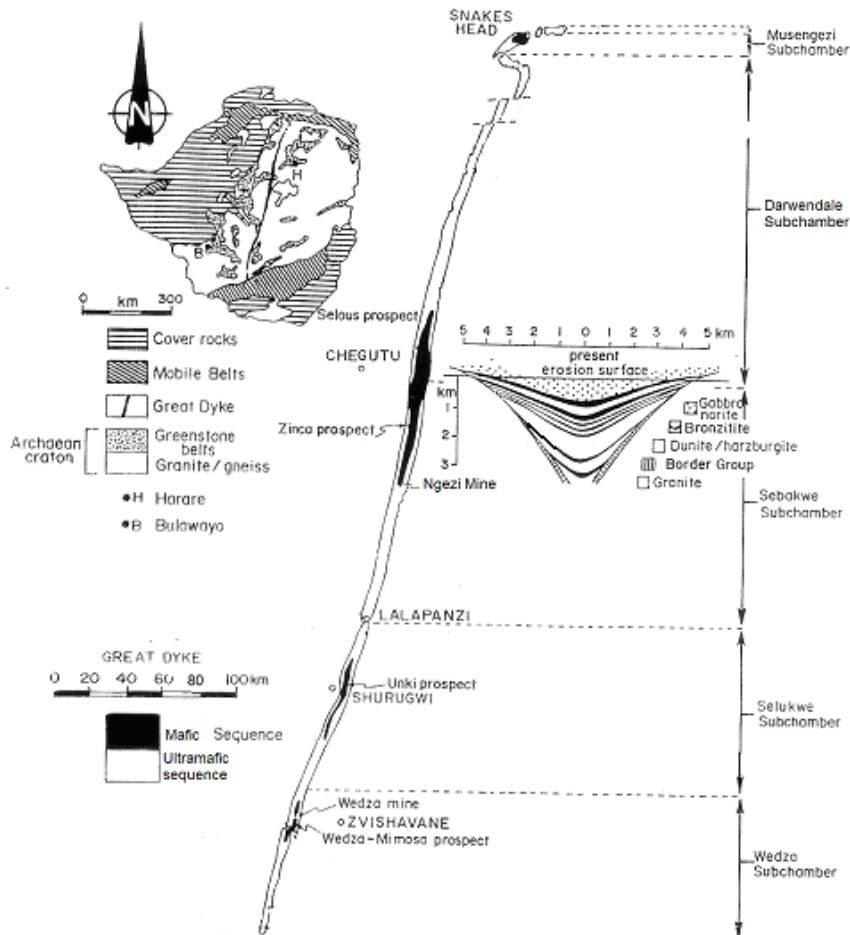 SNAKES
HEAD
Musengezi
Subchamber
N
H
B
Darwendale
Subchamber
0 km 300
Selous prospect
5 4 3 2 1 0 1 2 3 4 5 km
present
erosion surface
CHEGUTU
Cover rocks
Mobile Belts
Great Dyke
Archaean
craton
Greenstone
belts
Granite/gneiss
H Harare
B Bulawayo
km
1
2
3
Gabbro
norite
Bronzitite
Dunite/harzburgite
Border Group
Granite
Zinca prospect
Ngezi Mine
Sebakwe
Subchamber
LALAPANZI
GREAT DYKE
0 20 40 60 80 100km
Unki prospect
SHURUGWI
Selukwe
Subchamber
Mafic Sequence
Ultramafic
sequence
Wedza mine
ZVISHAVANE
Wedza-Mimosa prospect
Wedza
Subchamber